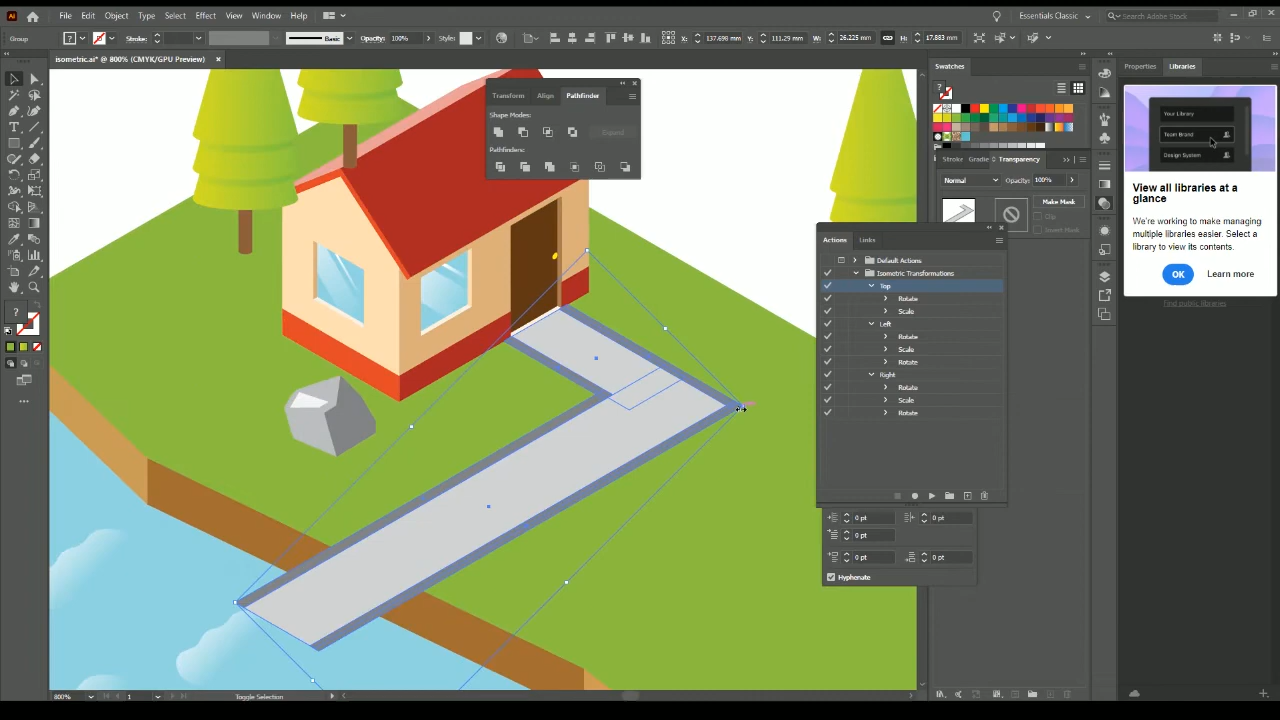 Ai File Edit Object Type Select Effect View Window Help Essentials Classic Search Adobe Stock
Group ? Stroke: Basic Opacity: 100% Style: X: 137.698 mm Y: 111.29 mm W: 26.225 mm H: 17.883 mm
isometric.ai* @ 800% (CMYK/GPU Preview)
Swatches
Properties Libraries
Transform Align Pathfinder
Shape Modes:
Expand
Pathfinders:
Your Library
Team Brand
Design System
Stroke Gradie Transparency
Normal Opacity: 100%
Make Mask
Clip
Invert Mask
View all libraries at a
glance
We're working to make managing
multiple libraries easier. Select a
library to view its contents.
OK Learn more
Find public libraries
Actions Links
Default Actions
Isometric Transformations
Top
Rotate
Scale
Left
Rotate
Scale
Rotate
Right
Rotate
Scale
Rotate
0 pt 0 pt
0 pt
0 pt 0 pt
Hyphenate
800% 1 Toggle Selection